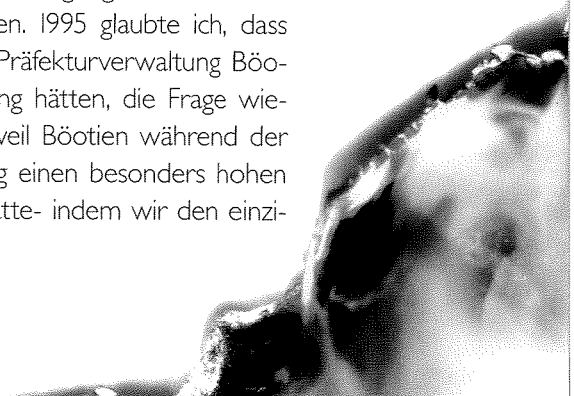 en. 1995 glaubte ich, dass
Präfekturverwaltung Böo-
ng hätten, die Frage wie-
veil Böotien während der
g einen besonders hohen
atte- indem wir den einzi-